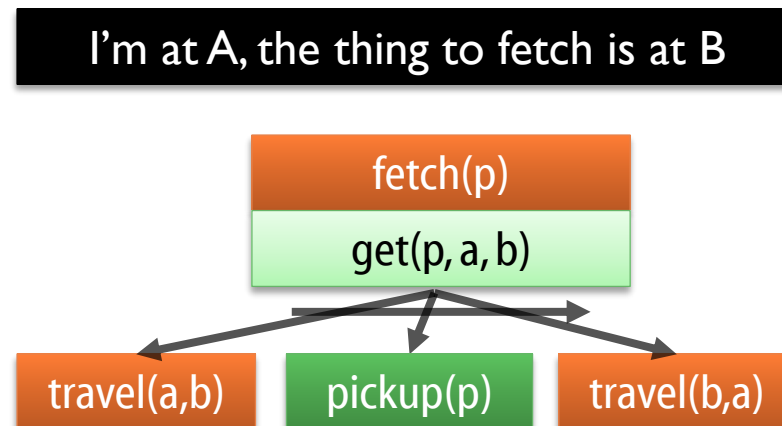 I'm at A, the thing to fetch is at B
fetch(p)
get(p, a, b)
travel(a,b) pickup(p) travel(b,a)